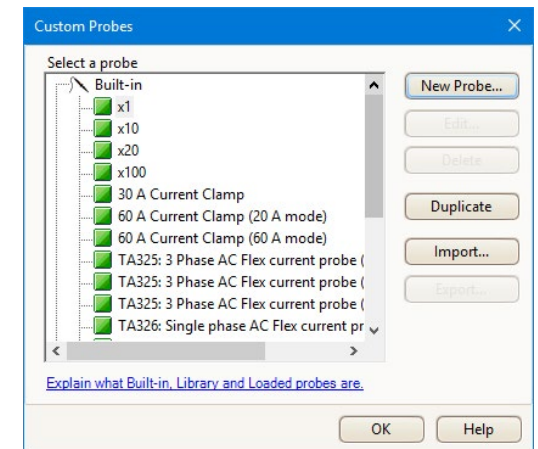 Custom Probes
Select a probe
Built-in
x1
x10
x20
x100
30 A Current Clamp
60 A Current Clamp (20 A mode)
60 A Current Clamp (60 A mode)
TA325: 3 Phase AC Flex current probe (
TA325: 3 Phase AC Flex current probe (
TA325: 3 Phase AC Flex current probe (
TA326: Single phase AC Flex current pr
New Probe...
Edit...
Delete
Duplicate
Import...
Export...
Explain what Built-in, Library and Loaded probes are.
OK
Help